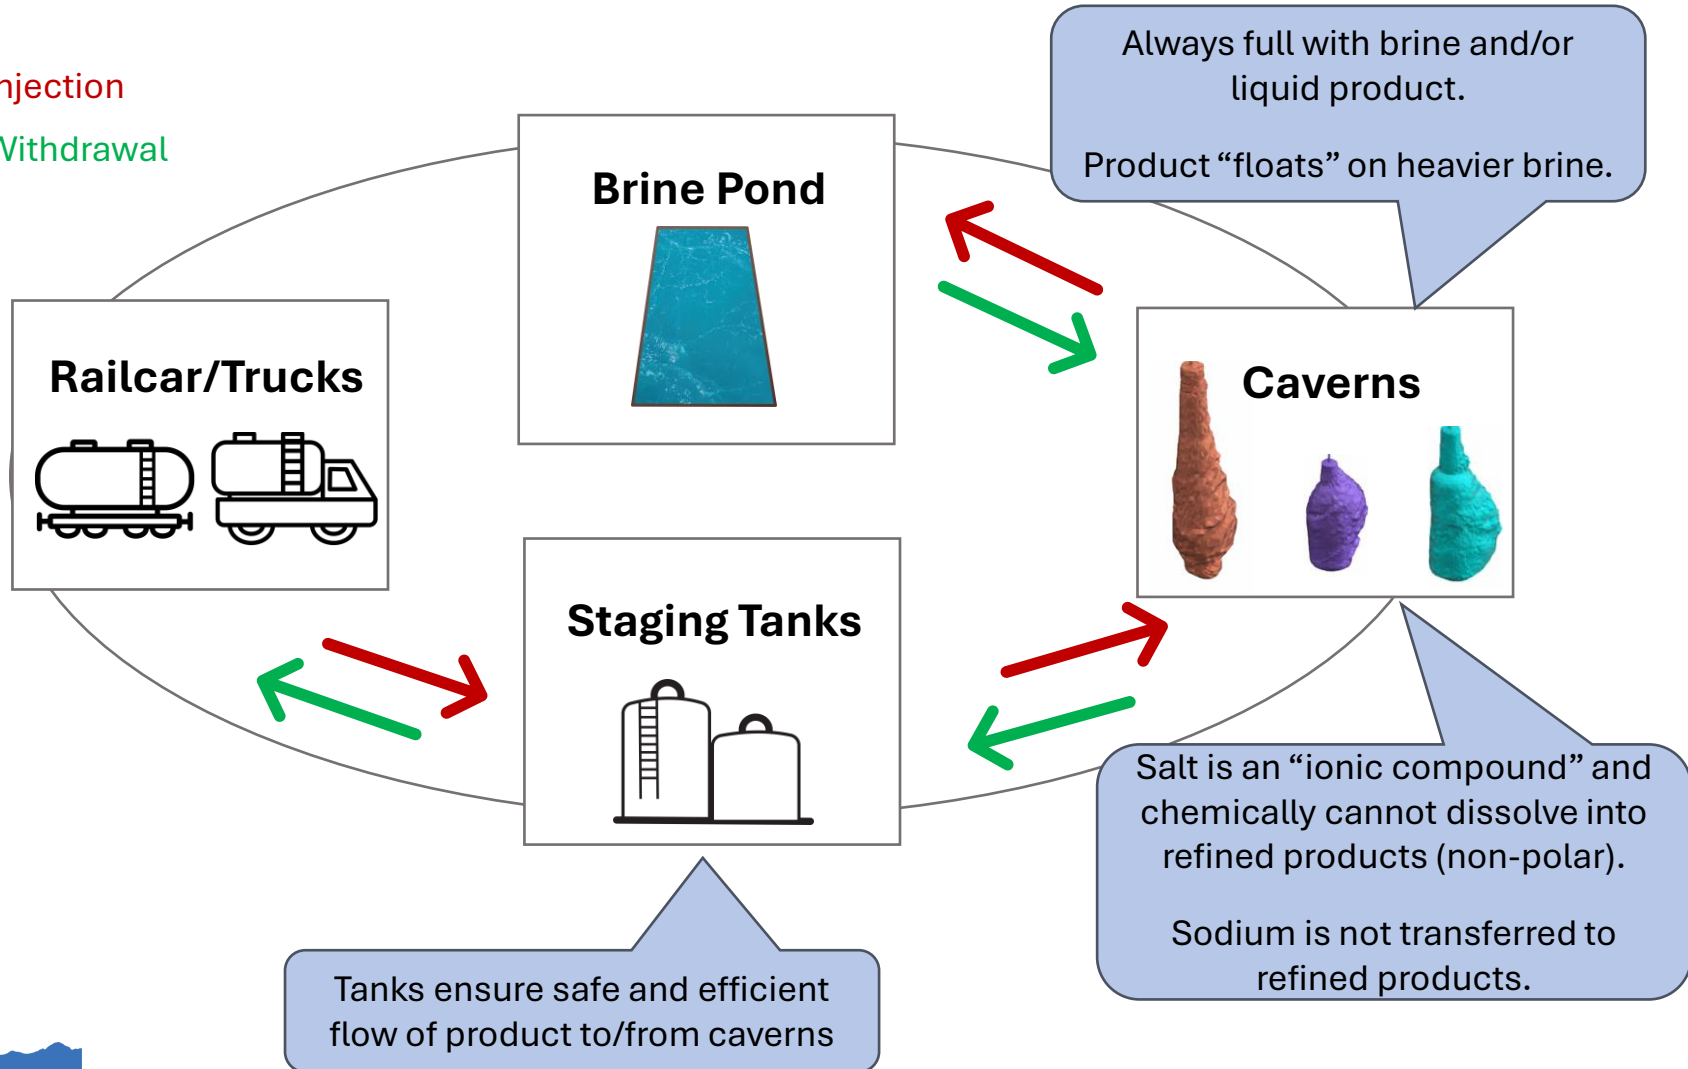 njection
Withdrawal
Always full with brine and/or
liquid product.
Product “floats” on heavier brine.
Brine Pond
Railcar/Trucks
Caverns
Staging Tanks
Salt is an “ionic compound” and
chemically cannot dissolve into
refined products (non-polar).
Sodium is not transferred to
refined products.
Tanks ensure safe and efficient
flow of product to/from caverns